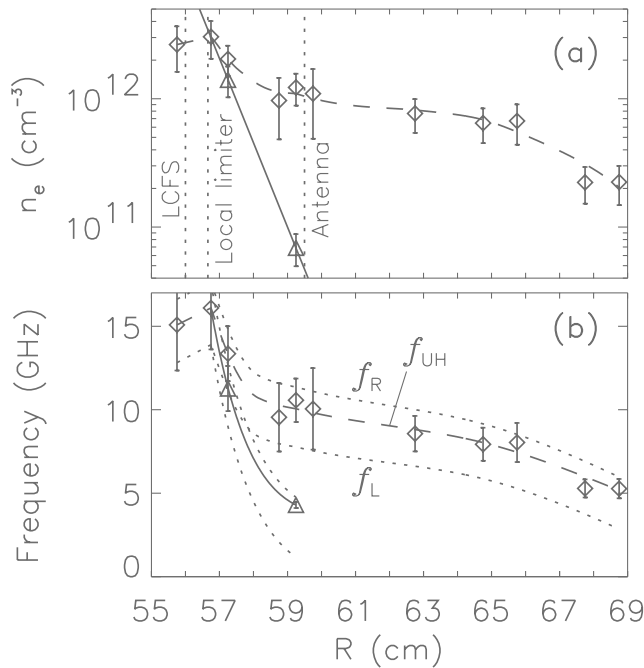 (a)
10^12
10^11
n_e (cm^-3)
LCFS
Local limiter
Antenna
(b)
15
10
5
0
Frequency (GHz)
f_R
f_UH
f_L
55 57 59 61 63 65 67 69
R (cm)